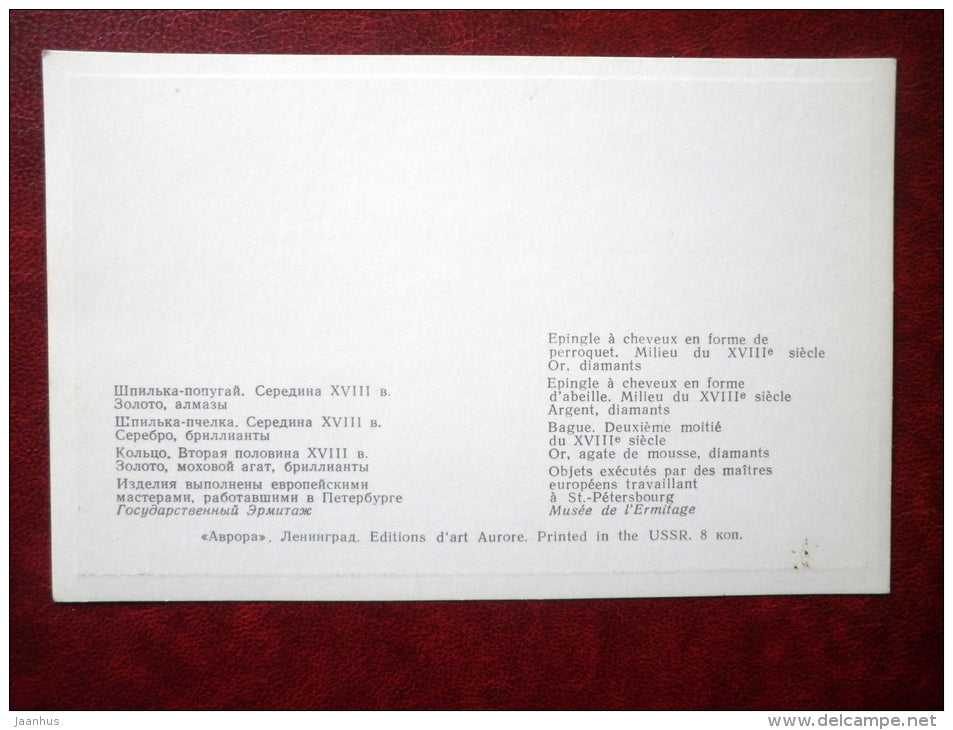 Шпилька-попугай. Середина XVIII в.
Золото, алмазы
Шпилька-пчелка. Середина XVIII в.
Серебро, бриллианты
Кольцо. Вторая половина XVIII в.
Золото, моховой агат, бриллианты
Изделия выполнены европейскими
мастерами, работавшими в Петербурге
Государственный Эрмитаж
Epingle à cheveux en forme de
perroquet. Milieu du XVIIIe siècle
Or, diamants
Epingle à cheveux en forme
d'abeille. Milieu du XVIIIe siècle
Argent, diamants
Bague. Deuxième moitié
du XVIIIe siècle
Or, agate de mousse, diamants
Objets exécutés par des maîtres
européens travaillant
à St.-Pétersbourg
Musée de l'Ermitage
«Аврора». Ленинград. Editions d'art Aurore. Printed in the USSR. 8 коп.
Jaanhus
www.delcampe.net